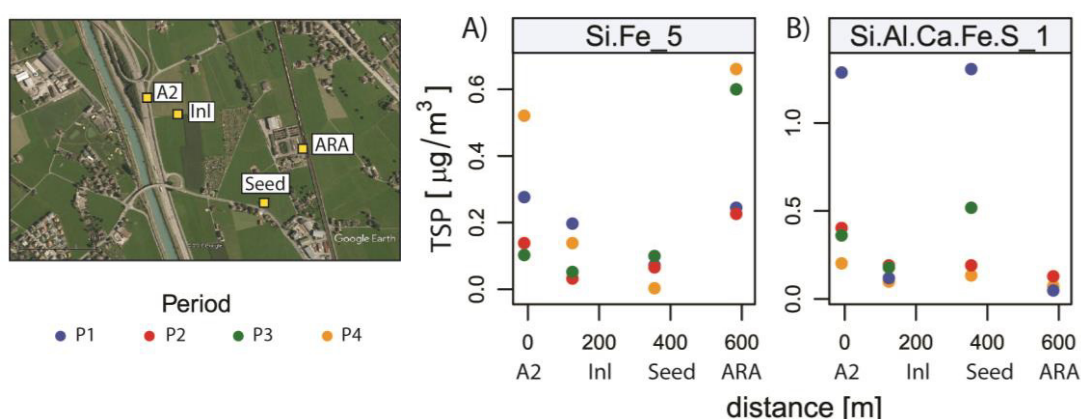 A2
Inl
ARA
Seed
Google Earth
Period
P1 P2 P3 P4
A) Si.Fe_5
TSP [ µg/m³ ]
0.0 0.2 0.4 0.6
0 200 400 600
A2 Inl Seed ARA
B) Si.Al.Ca.Fe.S_1
0.0 0.5 1.0
0 200 400 600
A2 Inl Seed ARA
distance [m]